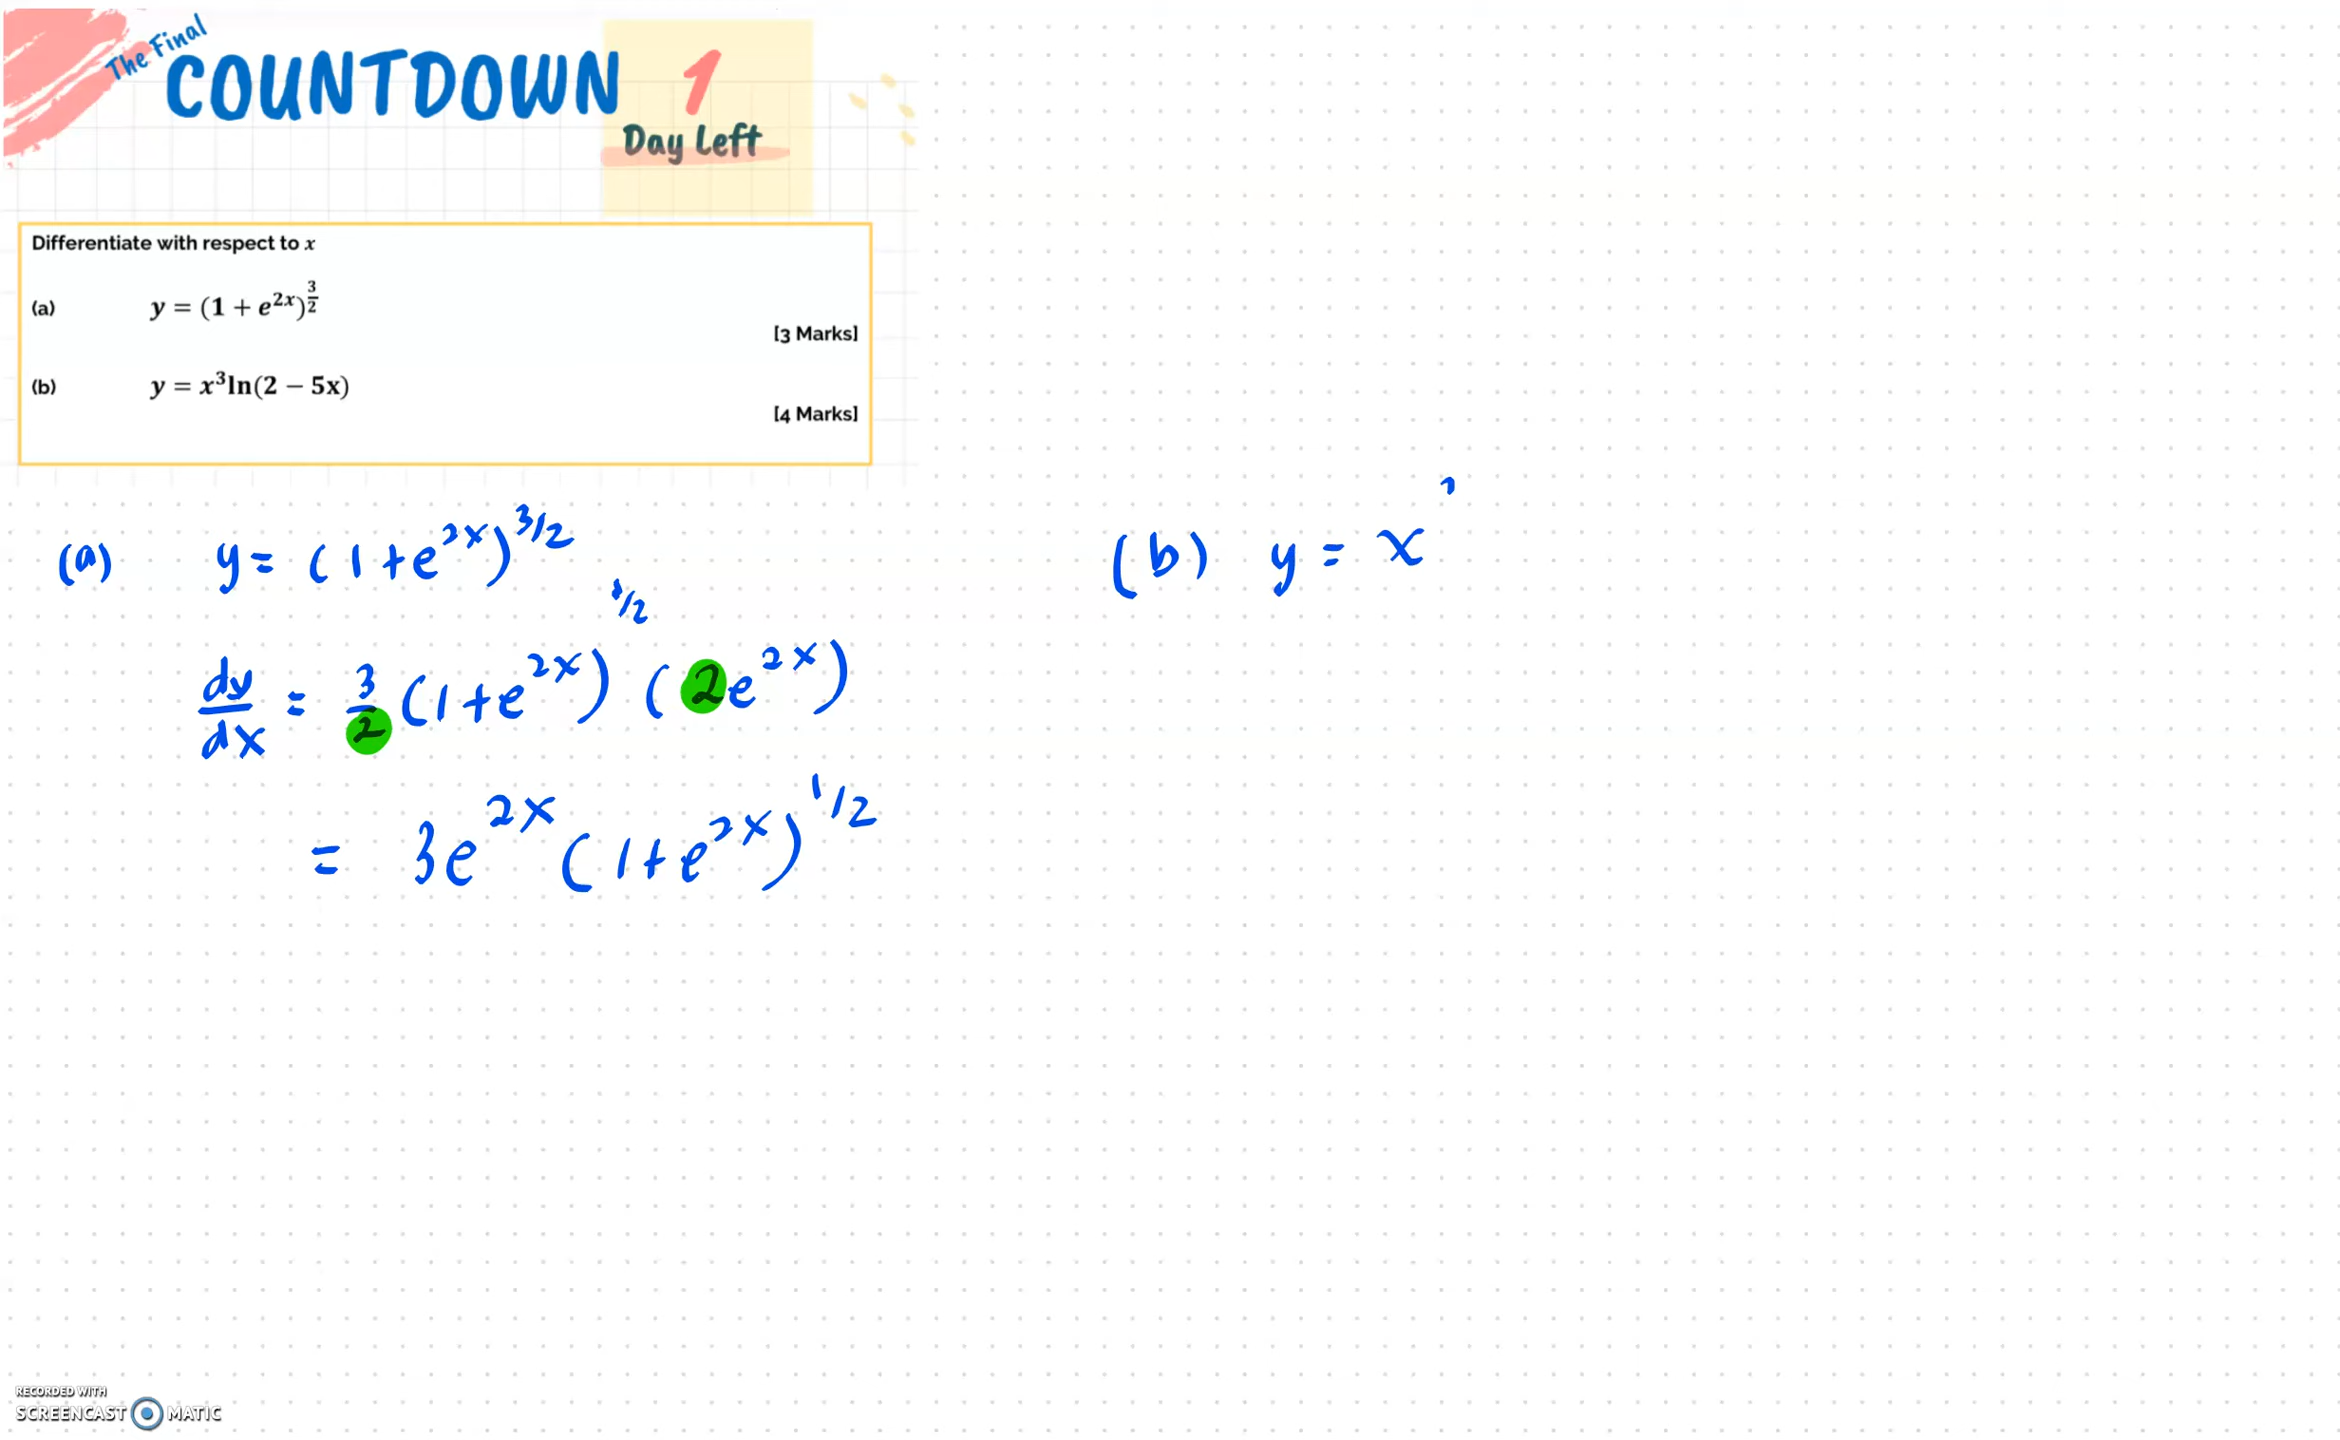 The Final
COUNTDOWN 1
Day Left
Differentiate with respect to x
(a) y = (1 + e^{2x})^{3/2}
[3 Marks]
(b) y = x³ln(2 − 5x)
[4 Marks]
(a) y = (1+e^{2x})^{3/2}
dy/dx = 3/2 (1+e^{2x})^{1/2} (2e^{2x})
= 3e^{2x} (1+e^{2x})^{1/2}
(b) y = x
RECORDED WITH
SCREENCAST MATIC